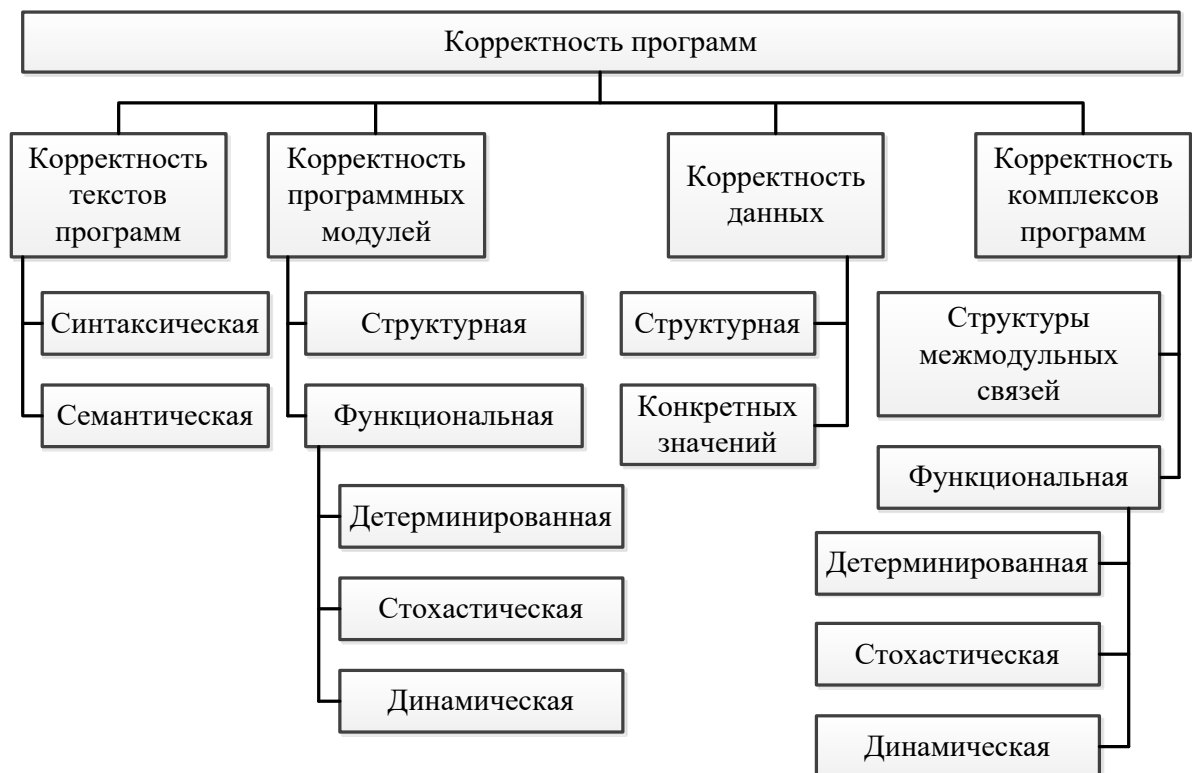 Корректность программ
Корректность
текстов
программ
Синтаксическая
Семантическая
Корректность
программных
модулей
Структурная
Функциональная
Детерминированная
Стохастическая
Динамическая
Корректность
данных
Структурная
Конкретных
значений
Корректность
комплексов
программ
Структуры
межмодульных
связей
Функциональная
Детерминированная
Стохастическая
Динамическая